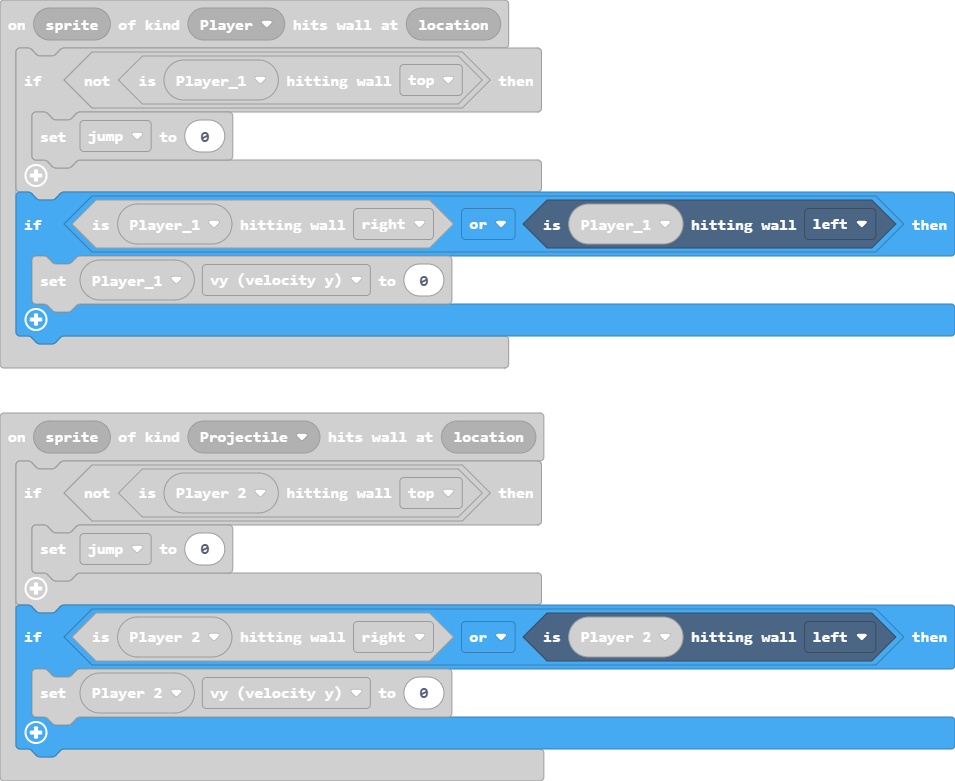 on sprite of kind Player hits wall at location
if not is Player_1 hitting wall top then
set jump to 0
if is Player_1 hitting wall right or is Player_1 hitting wall left then
set Player_1 vy (velocity y) to 0
on sprite of kind Projectile hits wall at location
if not is Player 2 hitting wall top then
set jump to 0
if is Player 2 hitting wall right or is Player 2 hitting wall left then
set Player 2 vy (velocity y) to 0